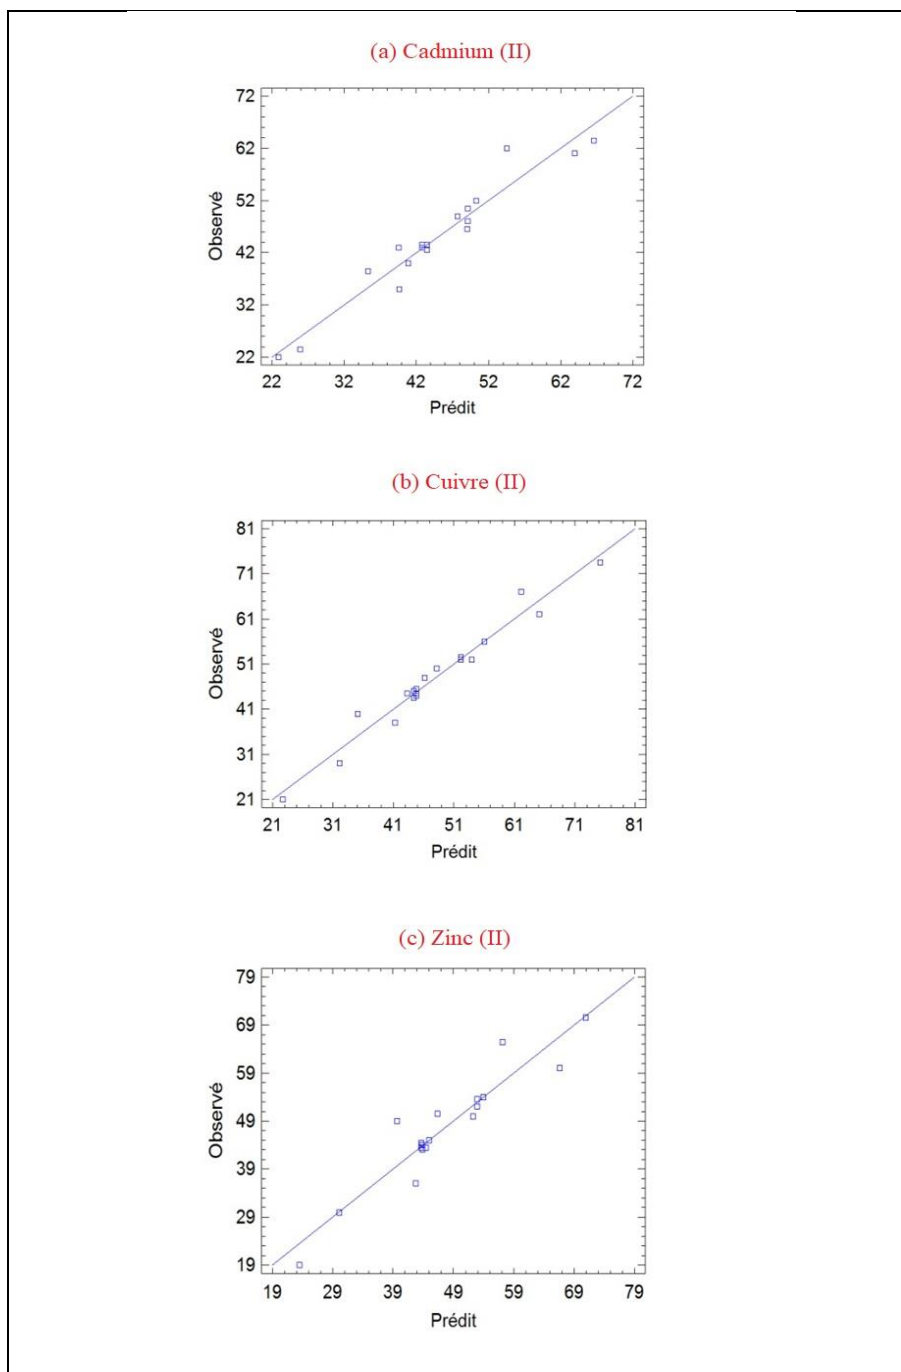 (a) Cadmium (II)
72
62
52
42
32
22
Observé
22 32 42 52 62 72
Prédit
(b) Cuivre (II)
81
71
61
51
41
31
21
Observé
21 31 41 51 61 71 81
Prédit
(c) Zinc (II)
79
69
59
49
39
29
19
Observé
19 29 39 49 59 69 79
Prédit